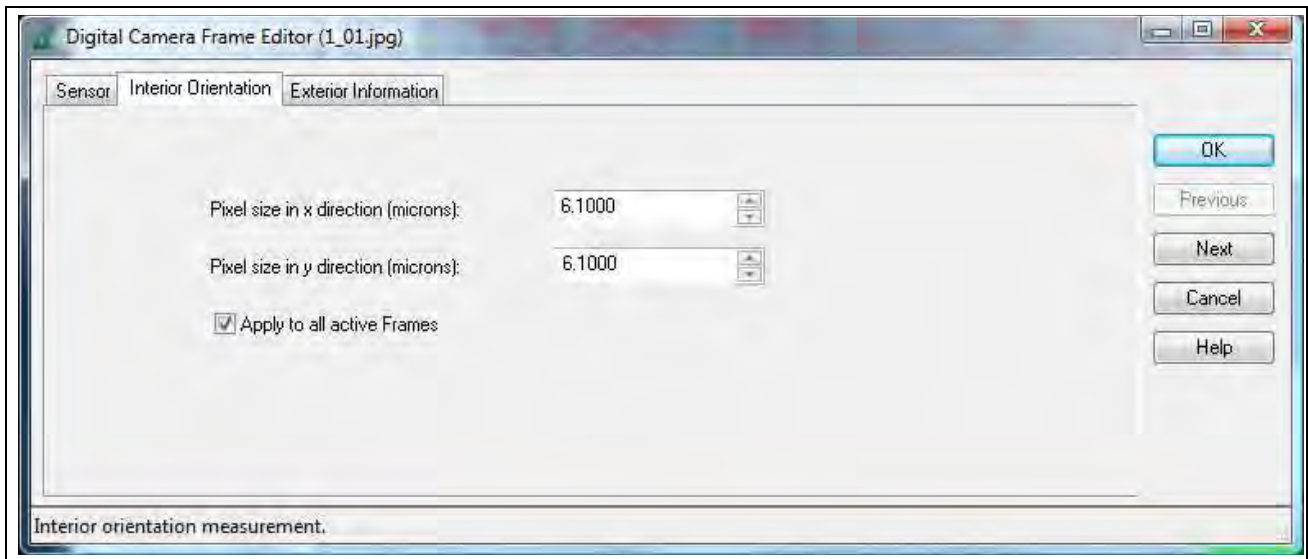 Digital Camera Frame Editor (1_01.jpg)
Sensor Interior Orientation Exterior Information
OK
Pixel size in x direction (microns): 6.1000
Previous
Pixel size in y direction (microns): 6.1000
Next
Apply to all active Frames
Cancel
Help
Interior orientation measurement.